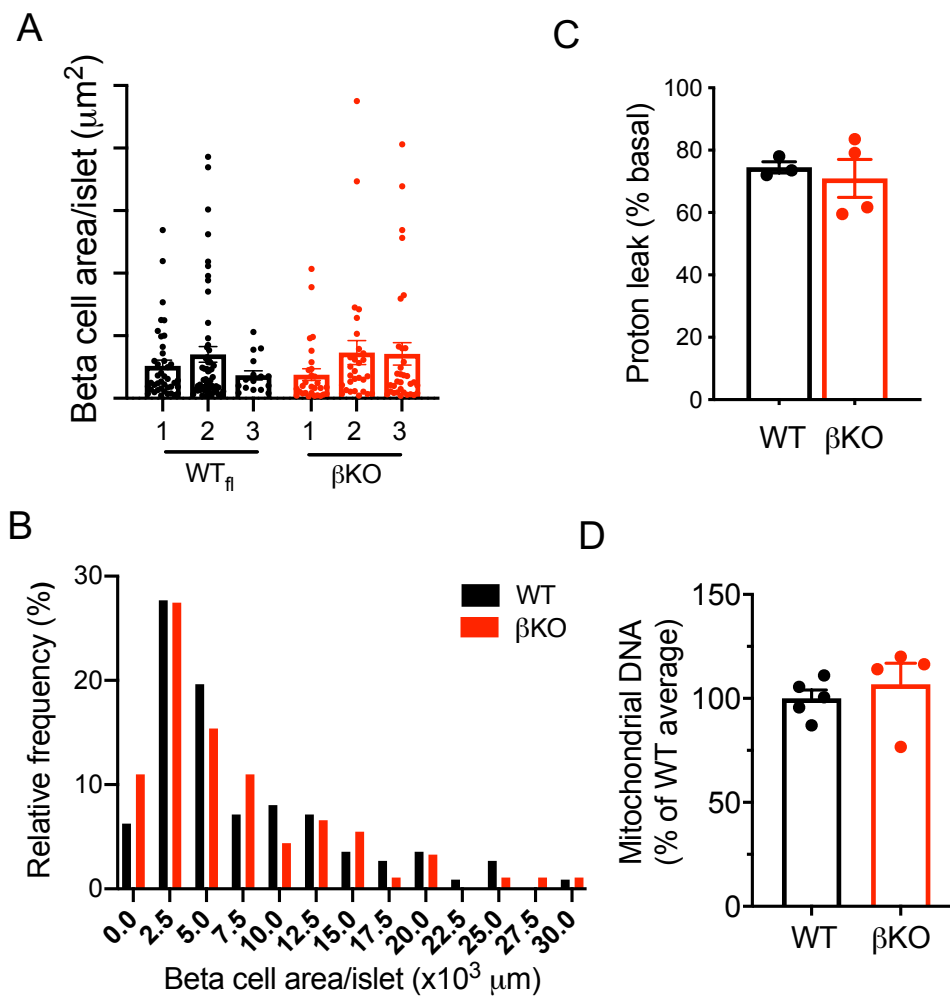 A
Beta cell area/islet (μm²)
1 2 3 1 2 3
WT_fl βKO
B
30
20
10
0
Relative frequency (%)
WT
βKO
0.0 2.5 5.0 7.5 10.0 12.5 15.0 17.5 20.0 22.5 25.0 27.5 30.0
Beta cell area/islet (x10³ μm)
C
100
80
60
40
20
0
Proton leak (% basal)
WT βKO
D
150
100
50
0
Mitochondrial DNA
(% of WT average)
WT βKO